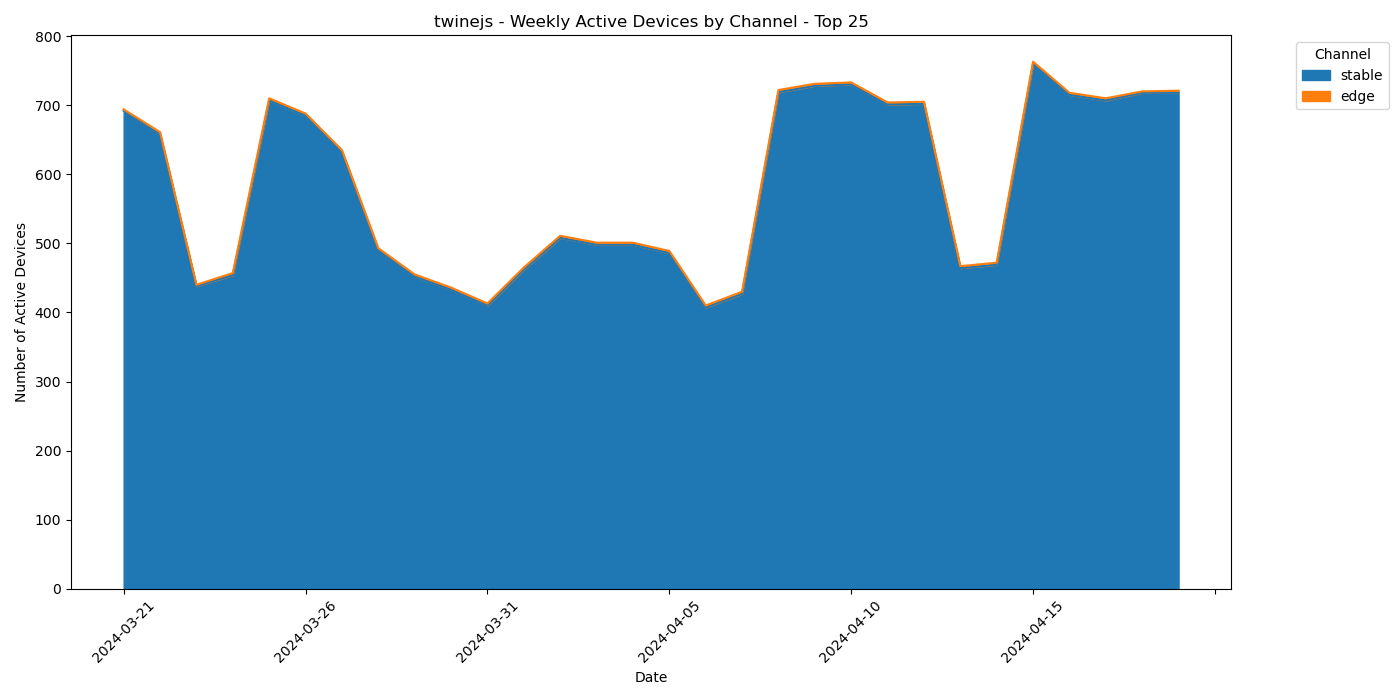 twinejs - Weekly Active Devices by Channel - Top 25
Channel
stable
edge
Number of Active Devices
800
700
600
500
400
300
200
100
0
2024-03-21
2024-03-26
2024-03-31
2024-04-05
2024-04-10
2024-04-15
Date